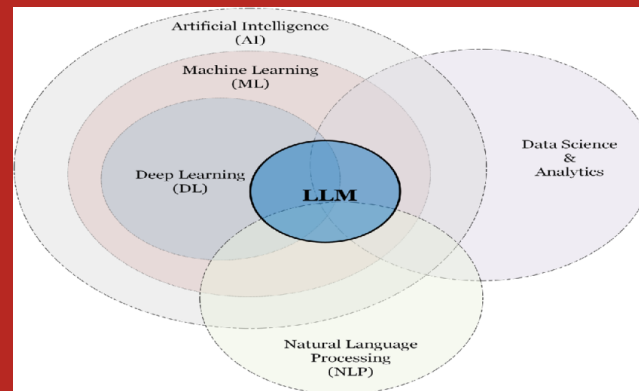 Artificial Intelligence
(AI)
Machine Learning
(ML)
Deep Learning
(DL)
LLM
Data Science
&
Analytics
Natural Language
Processing
(NLP)